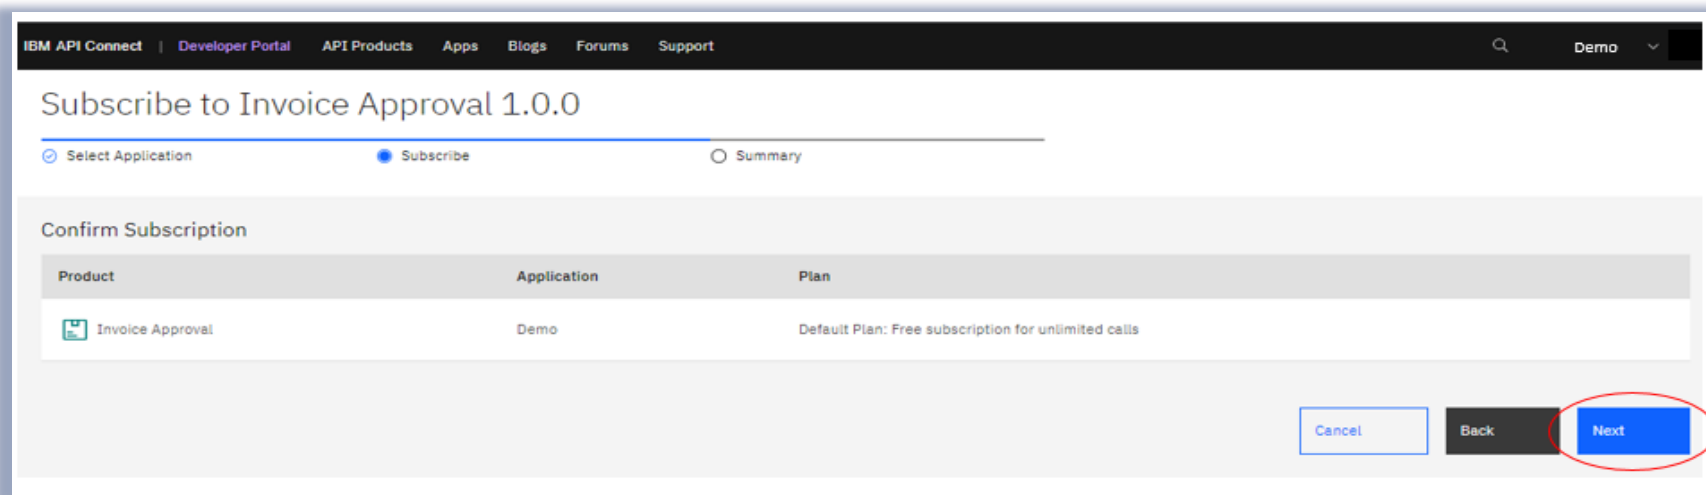 IBM API Connect | Developer Portal API Products Apps Blogs Forums Support Demo
Subscribe to Invoice Approval 1.0.0
Select Application Subscribe Summary
Confirm Subscription
Product Application Plan
Invoice Approval Demo Default Plan: Free subscription for unlimited calls
Cancel Back Next